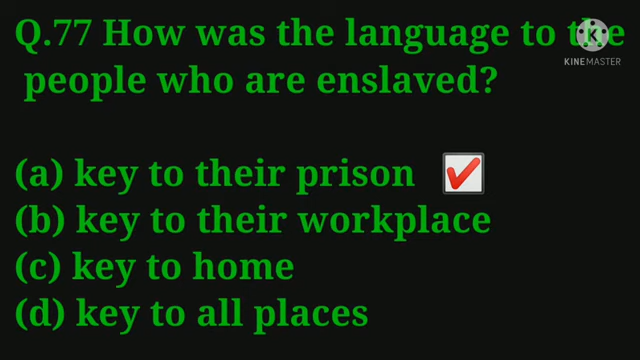 Q.77 How was the language to the
people who are enslaved?
(a) key to their prison
(b) key to their workplace
(c) key to home
(d) key to all places
K
KINEMASTER